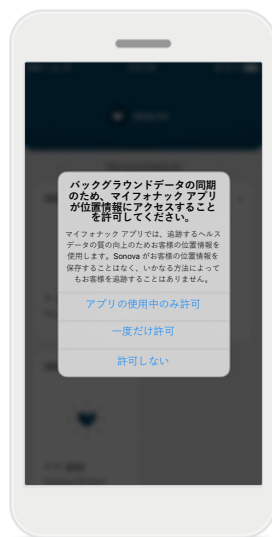 バックグラウンドデータの同期
のため、マイフォナック アプリ
が位置情報にアクセスすること
を許可してください。
マイフォナック アプリでは、追跡するヘルス
データの質の向上のためお客様の位置情報を
使用します。Sonova がお客様の位置情報を
保存することはなく、いかなる方法によって
もお客様を追跡することはありません。
アプリの使用中のみ許可
一度だけ許可
許可しない